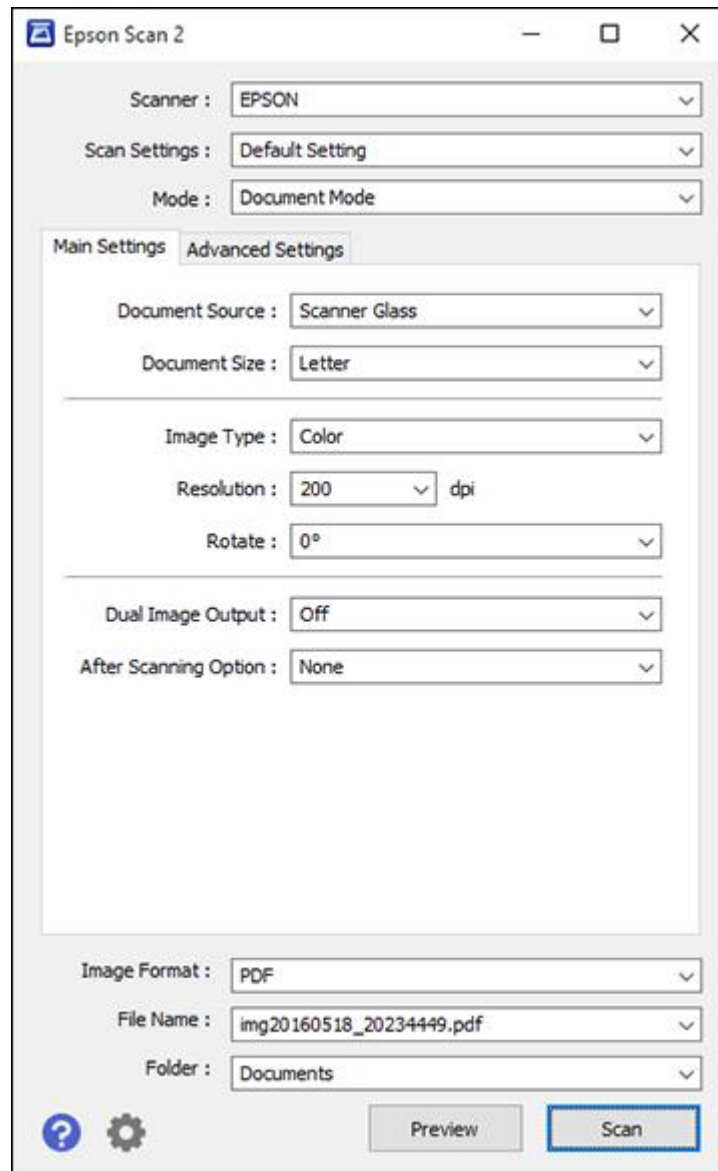 Epson Scan 2
Scanner : EPSON
Scan Settings : Default Setting
Mode : Document Mode
Main Settings Advanced Settings
Document Source : Scanner Glass
Document Size : Letter
Image Type : Color
Resolution : 200 dpi
Rotate : 0°
Dual Image Output : Off
After Scanning Option : None
Image Format : PDF
File Name : img20160518_20234449.pdf
Folder : Documents
? Preview Scan